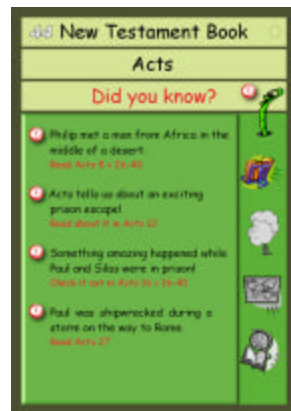 44 New Testament Book
Acts
Did you know?
Philip met a man from Africa in the
middle of a desert.
Read Acts 8 v 26-40
Acts tells us about an exciting
prison escape!
Read about it in Acts 12
Something amazing happened while
Paul and Silas were in prison!
Check it out in Acts 16 v 16-40
Paul was shipwrecked during a
storm on the way to Rome.
Read Acts 27